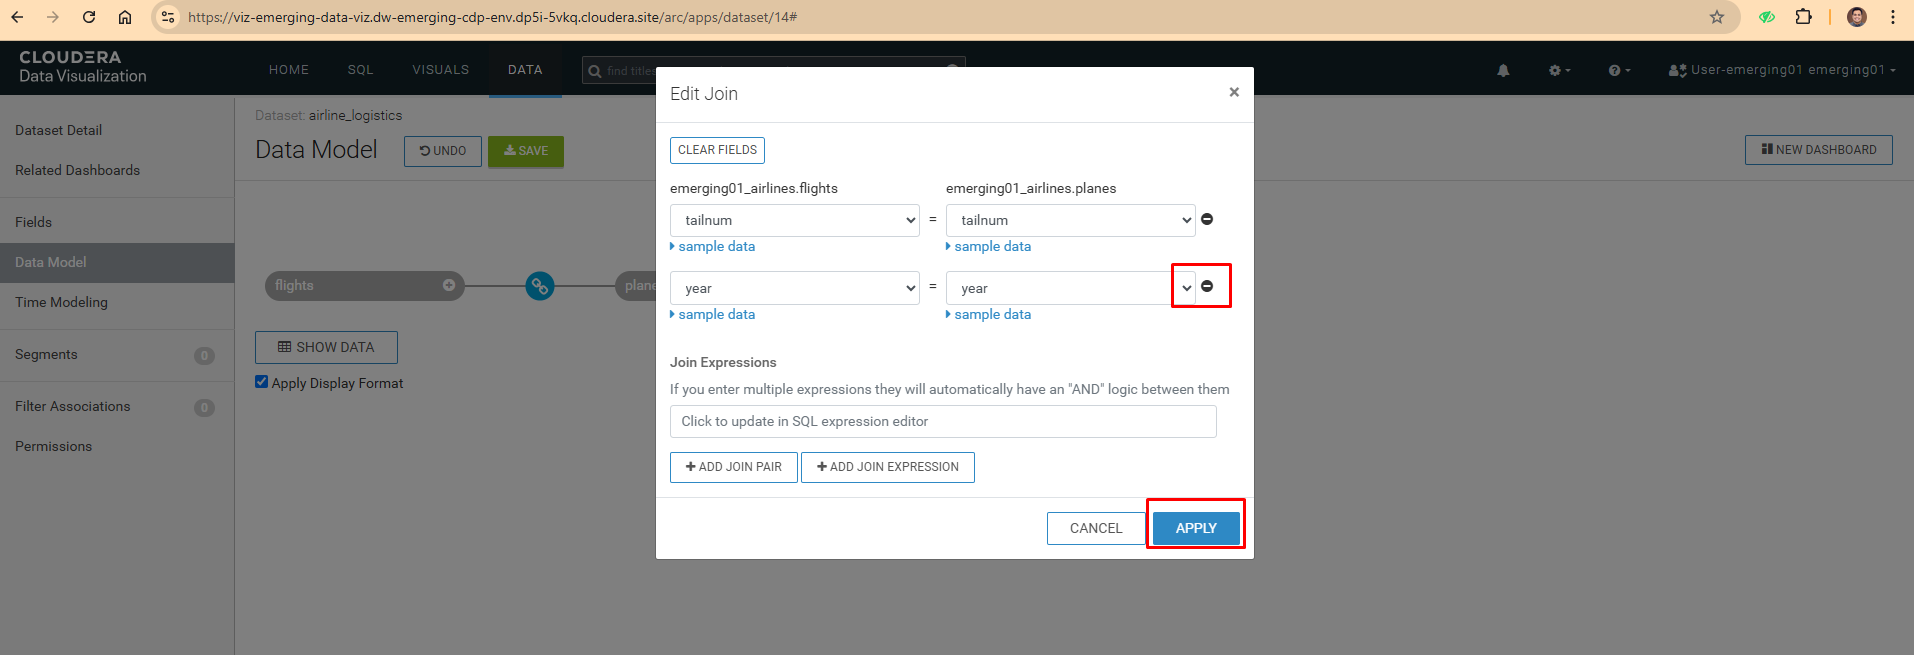 https://viz-emerging-data-viz.dw-emerging-cdp-env.dp5i-5vkq.cloudera.site/arc/apps/dataset/14#
CLOUDERA
Data Visualization
HOME
SQL
VISUALS
DATA
find titles
User-emerging01 emerging01
Dataset Detail
Related Dashboards
Fields
Data Model
Time Modeling
Segments 0
Filter Associations 0
Permissions
Dataset: airline_logistics
Data Model
UNDO
SAVE
NEW DASHBOARD
flights
plane
SHOW DATA
Apply Display Format
Edit Join
×
CLEAR FIELDS
emerging01_airlines.flights
emerging01_airlines.planes
tailnum = tailnum
sample data
sample data
year = year
sample data
sample data
Join Expressions
If you enter multiple expressions they will automatically have an "AND" logic between them
Click to update in SQL expression editor
ADD JOIN PAIR
ADD JOIN EXPRESSION
CANCEL
APPLY